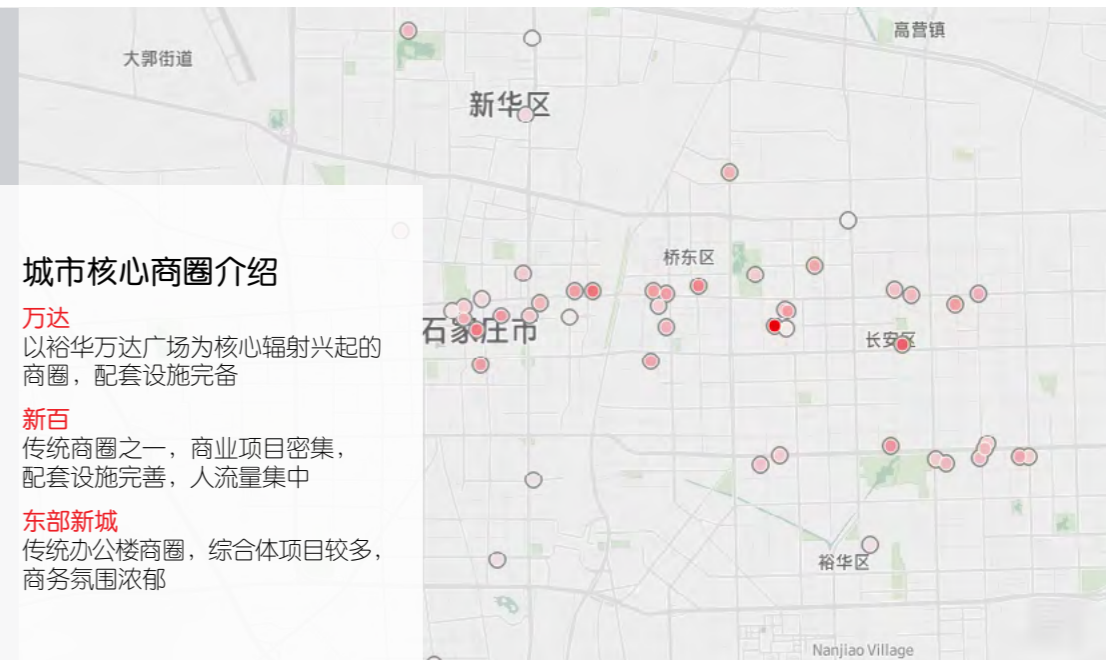 大郭街道
高营镇
新华区
桥东区
石家庄市
长安区
裕华区
Nanjiao Village
城市核心商圈介绍
万达
以裕华万达广场为核心辐射兴起的
商圈，配套设施完备
新百
传统商圈之一，商业项目密集，
配套设施完善，人流量集中
东部新城
传统办公楼商圈，综合体项目较多，
商务氛围浓郁